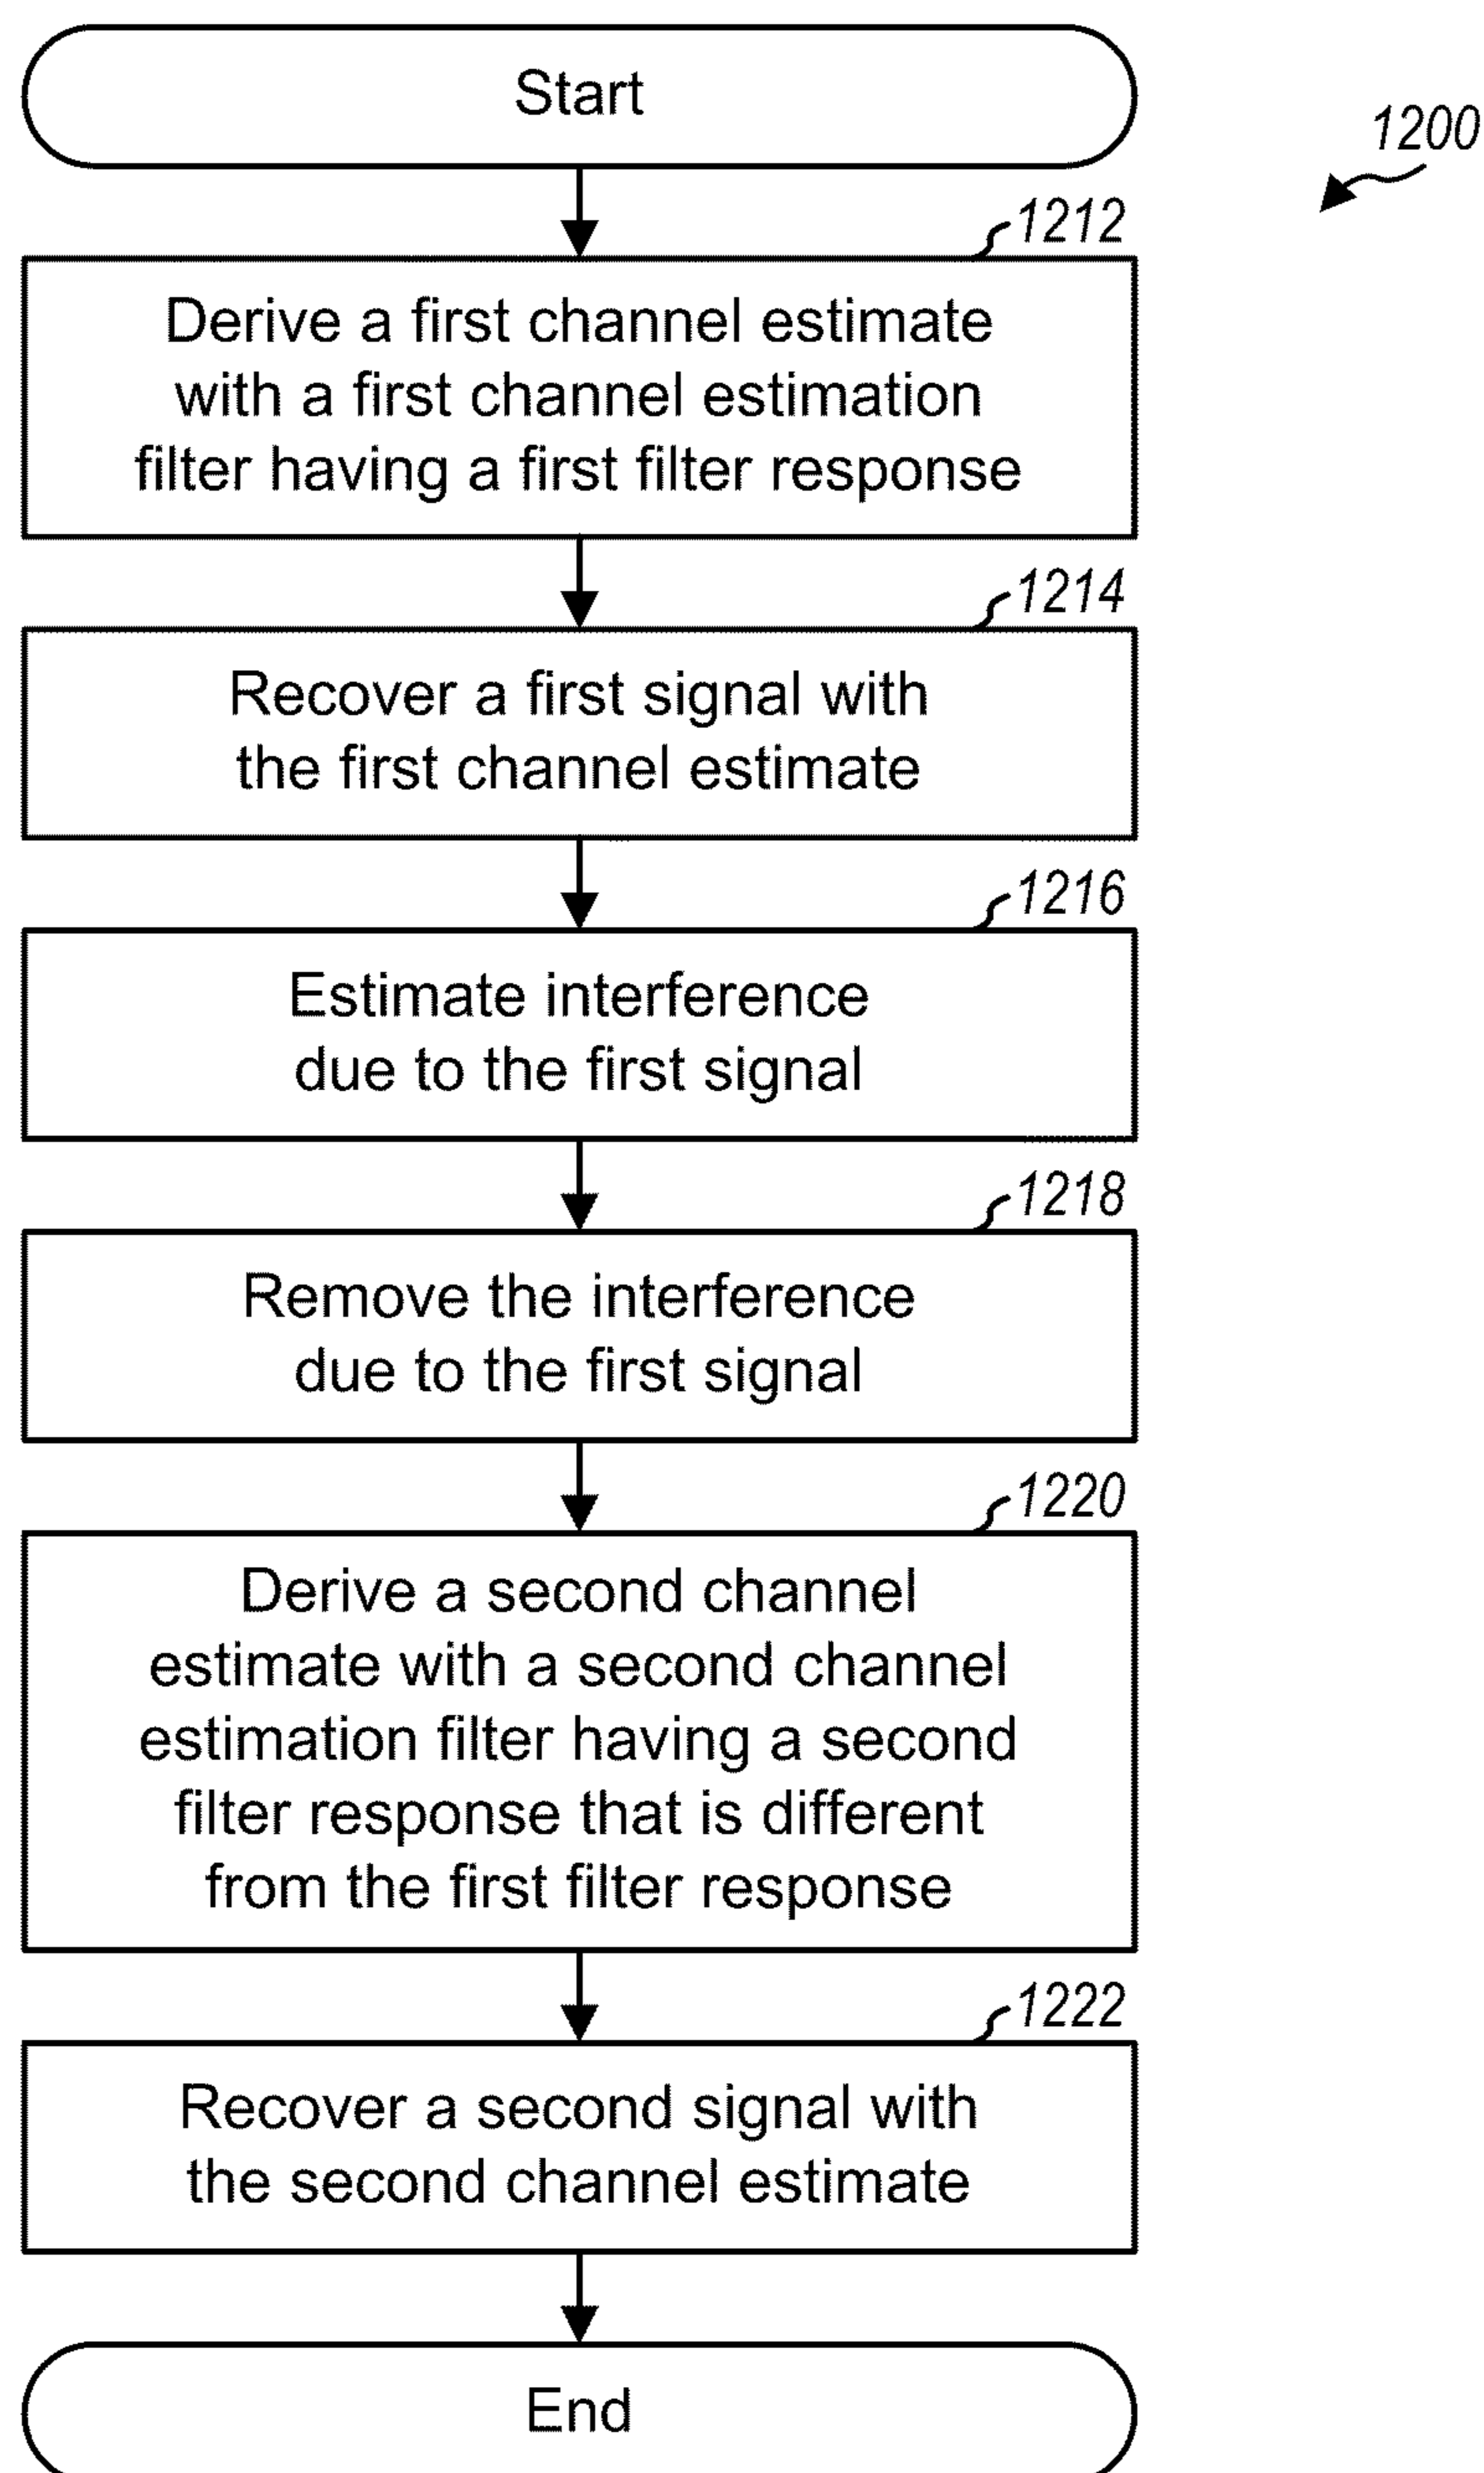 Start
1200
1212
Derive a first channel estimate
with a first channel estimation
filter having a first filter response
1214
Recover a first signal with
the first channel estimate
1216
Estimate interference
due to the first signal
1218
Remove the interference
due to the first signal
1220
Derive a second channel
estimate with a second channel
estimation filter having a second
filter response that is different
from the first filter response
1222
Recover a second signal with
the second channel estimate
End